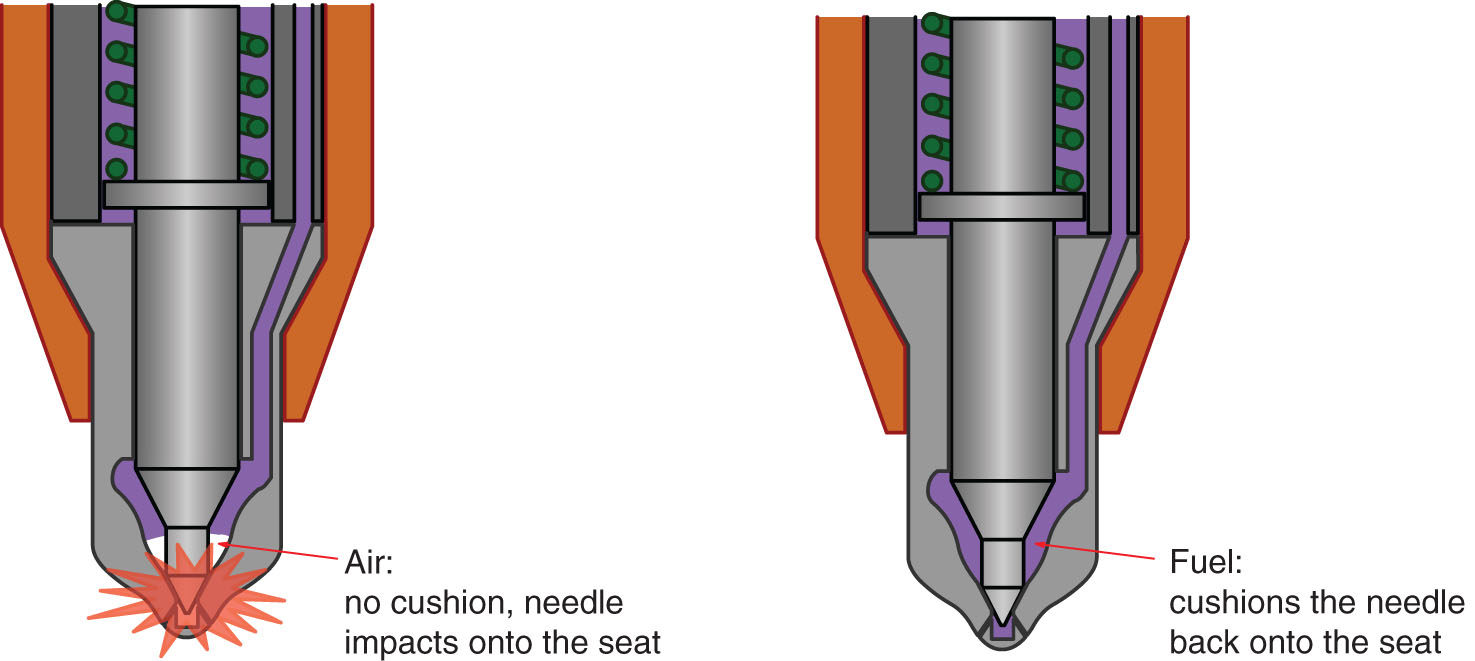 Air:
no cushion, needle
impacts onto the seat
Fuel:
cushions the needle
back onto the seat